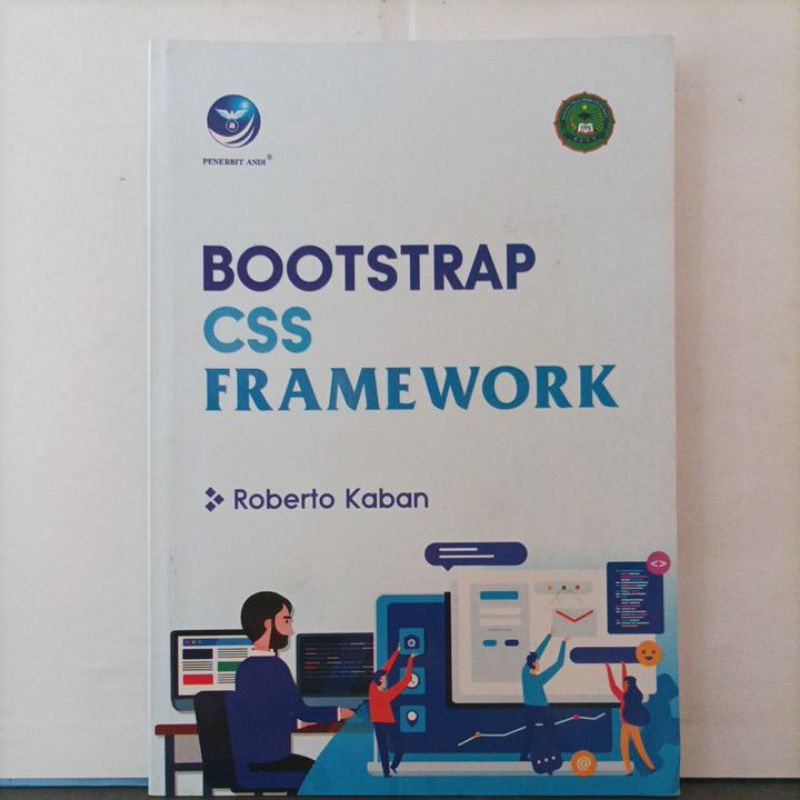 PENERBIT ANDI®
BOOTSTRAP
CSS
FRAMEWORK
Roberto Kaban